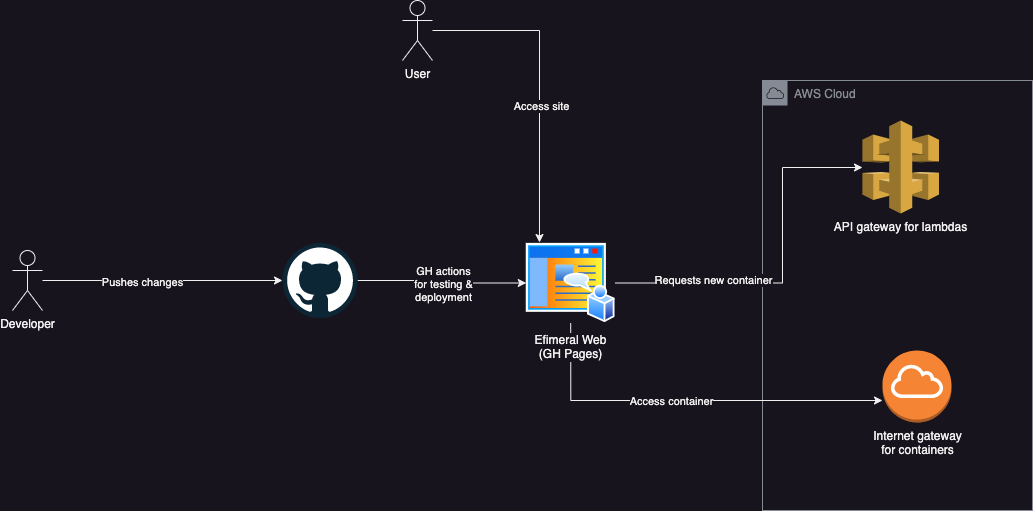 User
Access site
AWS Cloud
API gateway for lambdas
Developer
Pushes changes
GH actions
for testing &
deployment
Efimeral Web
(GH Pages)
Requests new container
Access container
Internet gateway
for containers